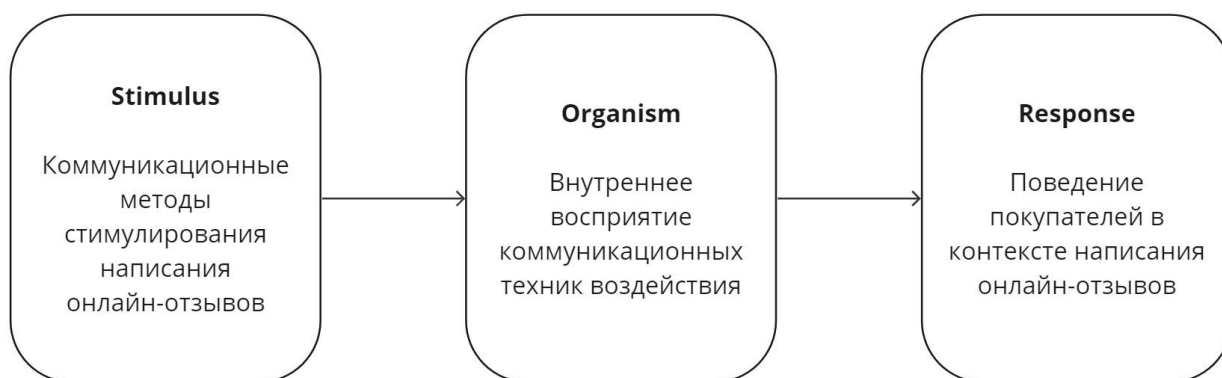 Stimulus
Коммуникационные
методы
стимулирования
написания
онлайн-отзывов
Organism
Внутреннее
восприятие
коммуникационных
техник воздействия
Response
Поведение
покупателей в
контексте написания
онлайн-отзывов